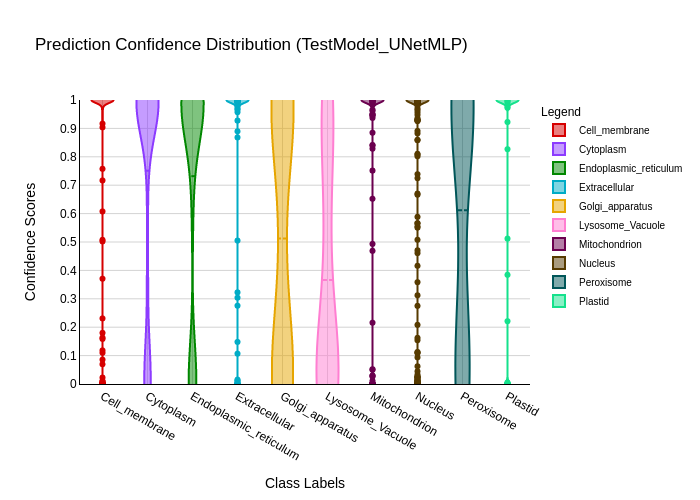 Prediction Confidence Distribution (TestModel_UNetMLP)
Legend
Cell_membrane
Cytoplasm
Endoplasmic_reticulum
Extracellular
Golgi_apparatus
Lysosome_Vacuole
Mitochondrion
Nucleus
Peroxisome
Plastid
Confidence Scores
1
0.9
0.8
0.7
0.6
0.5
0.4
0.3
0.2
0.1
0
Cell_membrane
Cytoplasm
Endoplasmic_reticulum
Extracellular
Golgi_apparatus
Lysosome_Vacuole
Mitochondrion
Nucleus
Peroxisome
Plastid
Class Labels